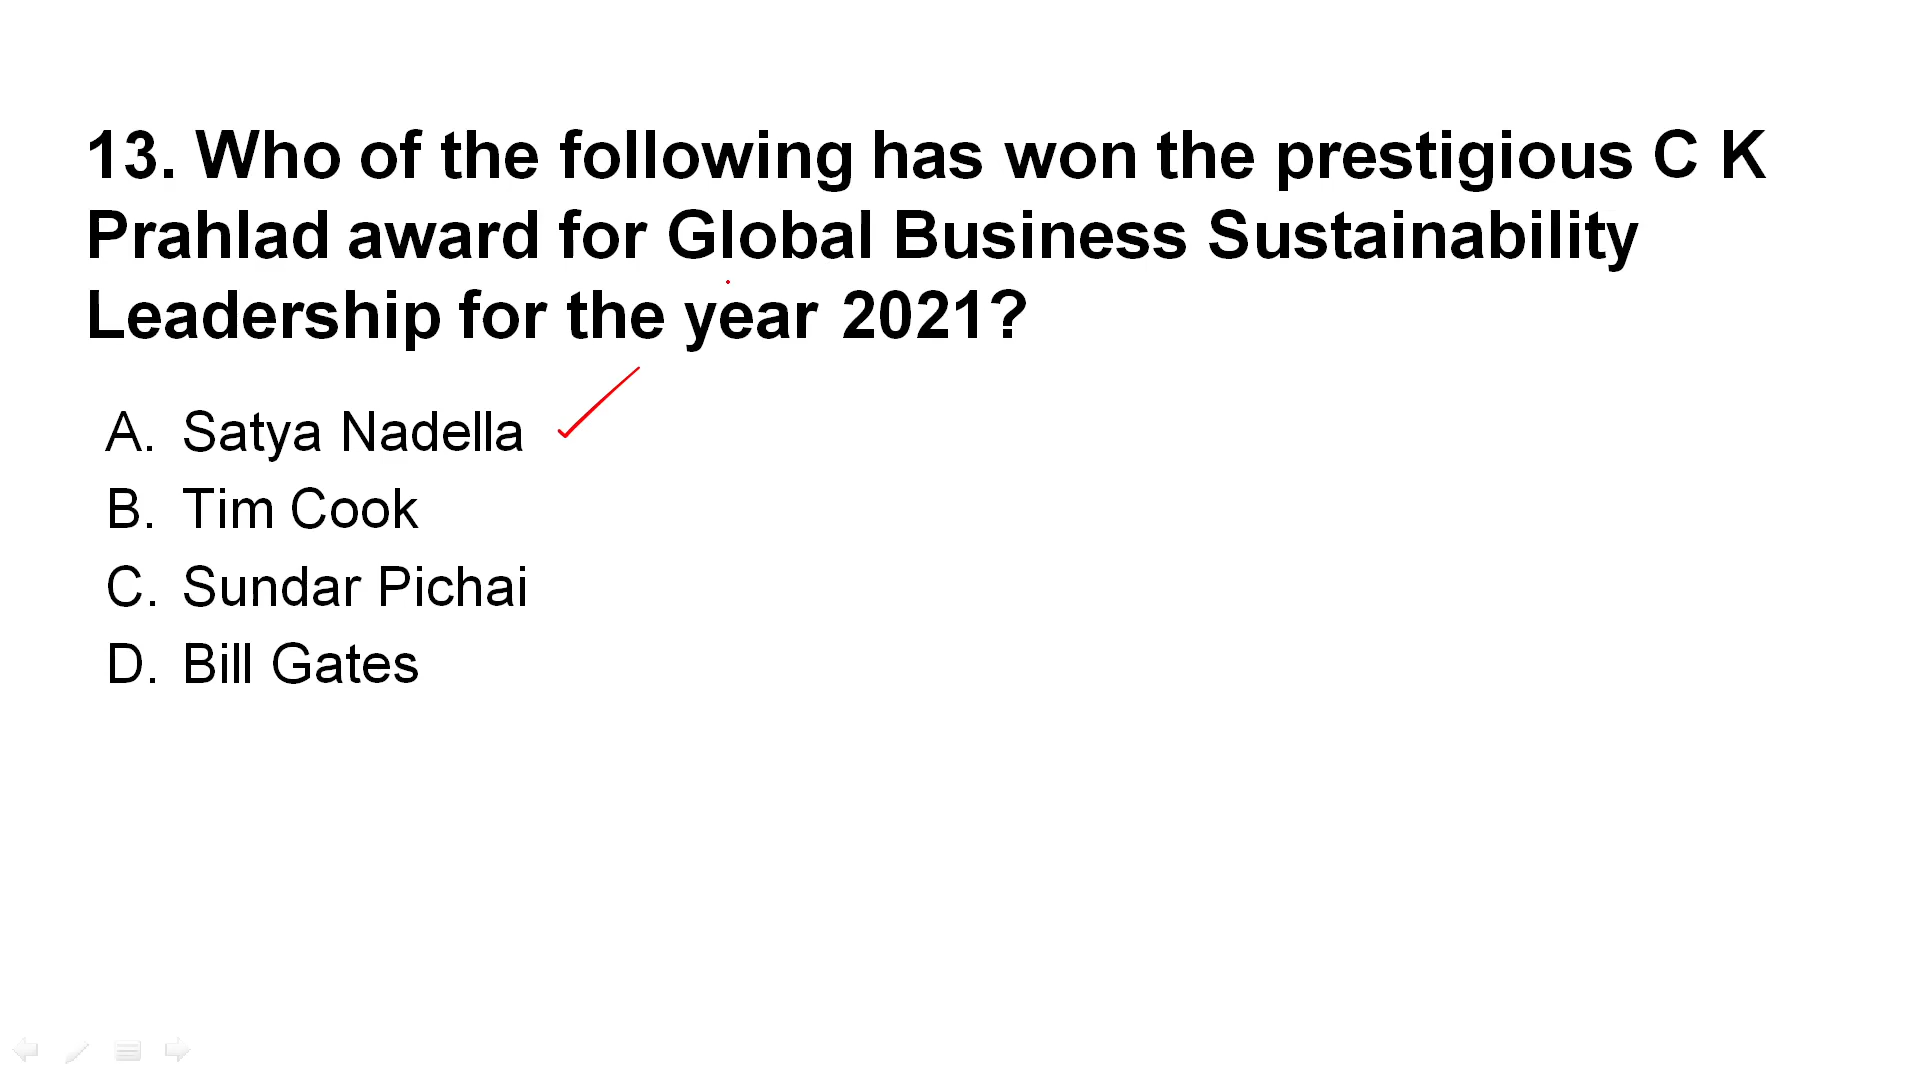 13. Who of the following has won the prestigious C K
Prahlad award for Global Business Sustainability
Leadership for the year 2021?
A. Satya Nadella
B. Tim Cook
C. Sundar Pichai
D. Bill Gates